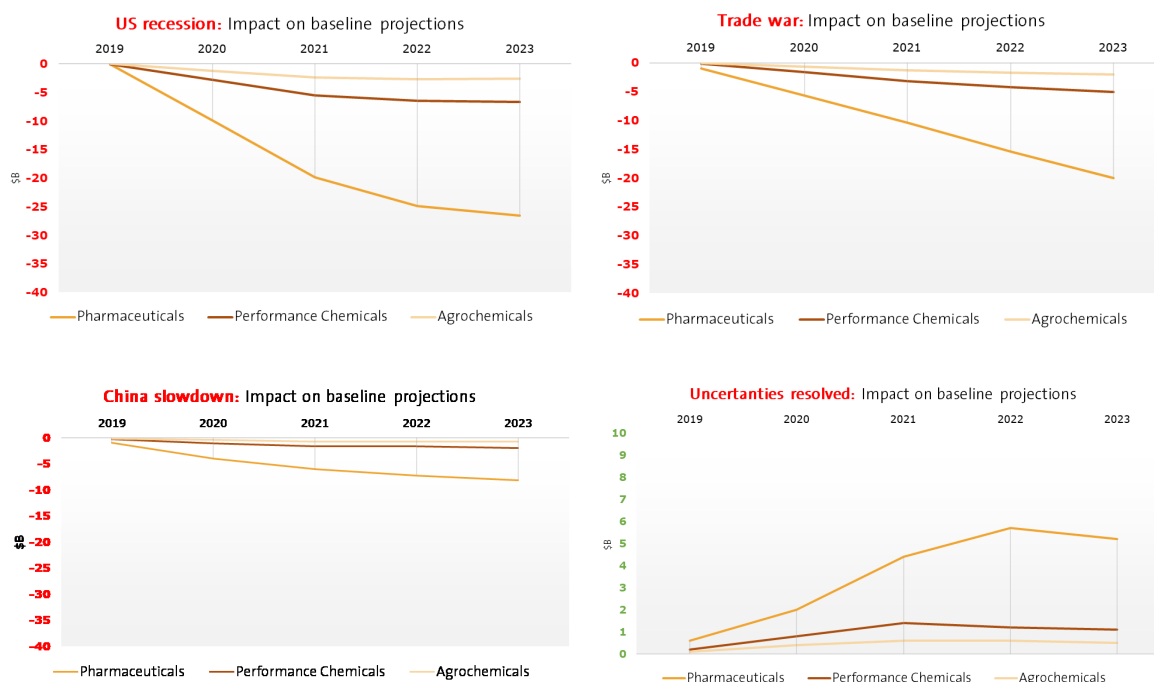 US recession: Impact on baseline projections
2019 2020 2021 2022 2023
0
-5
-10
-15
-20
-25
-30
-35
-40
$B
Pharmaceuticals Performance Chemicals Agrochemicals
Trade war: Impact on baseline projections
2019 2020 2021 2022 2023
0
-5
-10
-15
-20
-25
-30
-35
-40
$B
Pharmaceuticals Performance Chemicals Agrochemicals
China slowdown: Impact on baseline projections
2019 2020 2021 2022 2023
0
-5
-10
-15
-20
-25
-30
-35
-40
$B
Pharmaceuticals Performance Chemicals Agrochemicals
Uncertanties resolved: Impact on baseline projections
2019 2020 2021 2022 2023
10
9
8
7
6
5
4
3
2
1
0
$B
Pharmaceuticals Performance Chemicals Agrochemicals